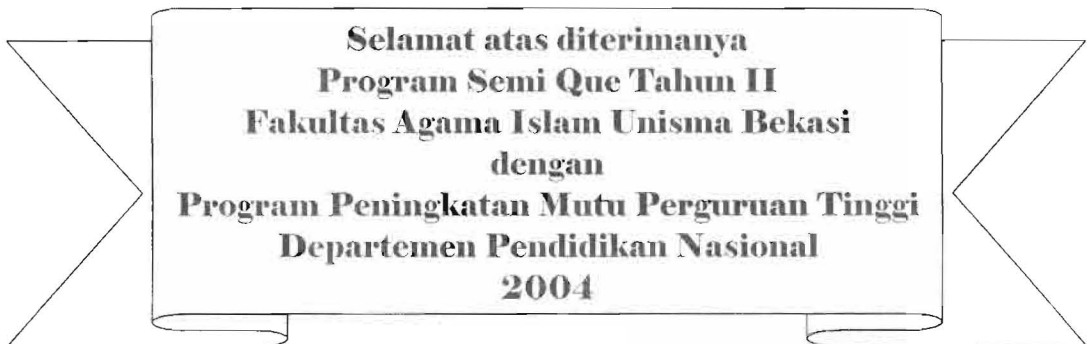 Selamat atas diterimanya
Program Semi Que Tahun II
Fakultas Agama Islam Unisma Bekasi
dengan
Program Peningkatan Mutu Perguruan Tinggi
Departemen Pendidikan Nasional
2004